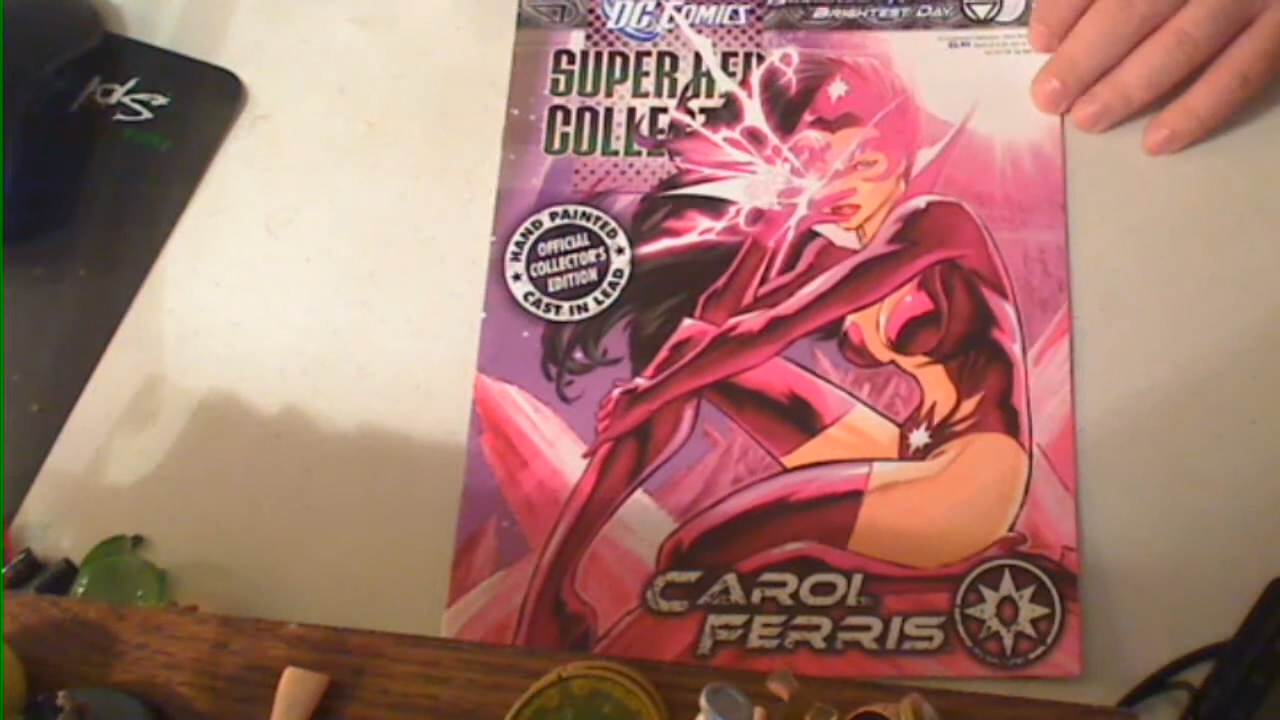 DC COMICS
BRIGHTEST DAY
SUPER HE
COLLE
HAND PAINTED
OFFICIAL
COLLECTOR'S
EDITION
CAST IN LEAD
CAROL
FERRIS